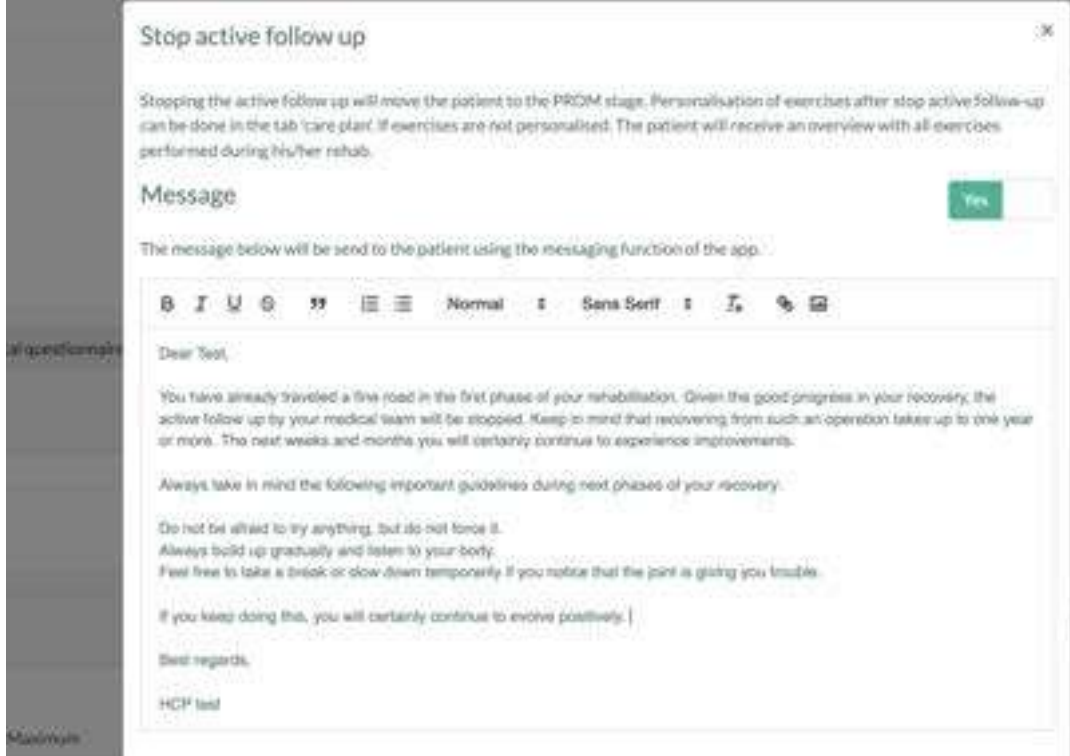 Stop active follow up
×
Stopping the active follow up will move the patient to the PROM stage. Personalisation of exercises after stop active follow-up
can be done in the tab 'care plan'. If exercises are not personalised. The patient will receive an overview with all exercises
performed during his/her rehab.
Message
Yes
The message below will be send to the patient using the messaging function of the app.
B I U S Normal Sans Serif
al questionnaire
Dear Test,
You have already traveled a fine road in the first phase of your rehabilitation. Given the good progress in your recovery, the
active follow up by your medical team will be stopped. Keep in mind that recovering from such an operation takes up to one year
or more. The next weeks and months you will certainly continue to experience improvements.
Always take in mind the following important guidelines during next phases of your recovery:
Do not be afraid to try anything, but do not force it.
Always build up gradually and listen to your body.
Feel free to take a break or slow down temporarily if you notice that the joint is giving you trouble.
If you keep doing this, you will certainly continue to evolve positively.
Best regards,
HCP test
Maximum